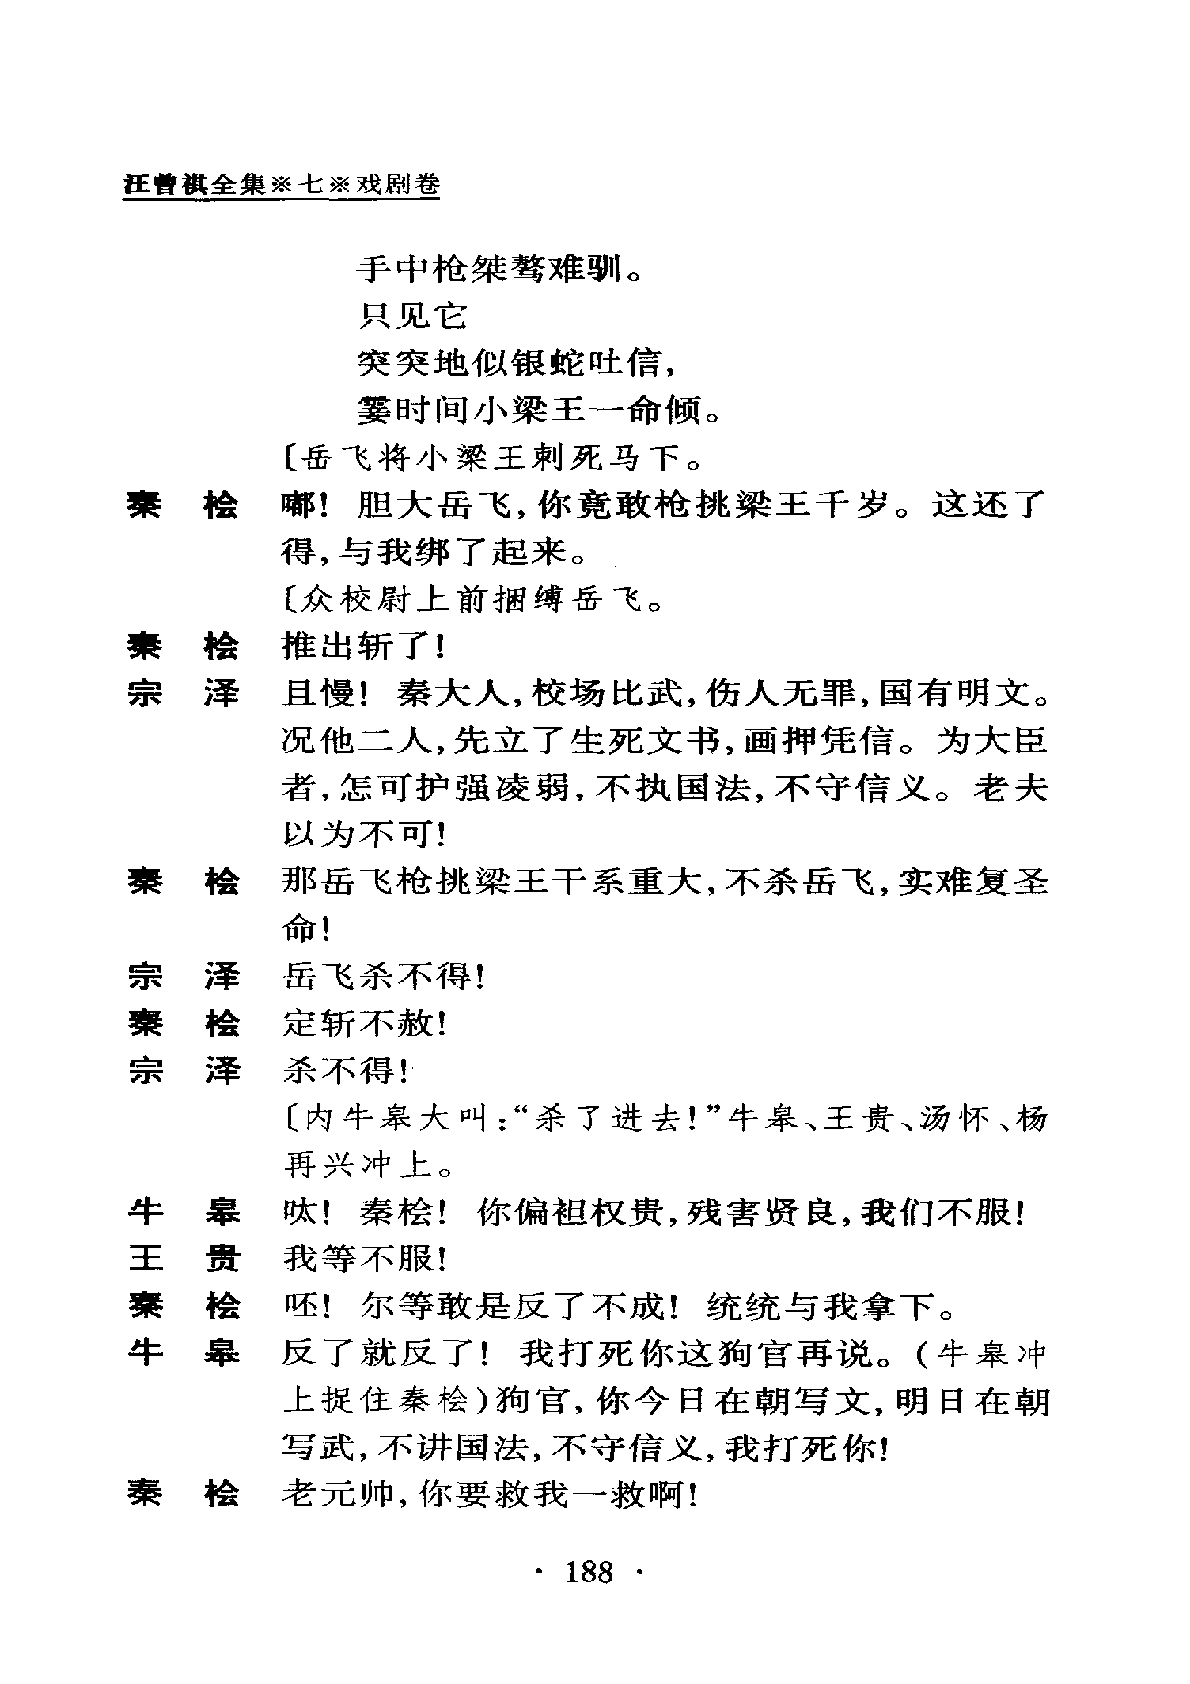 汪曾祺全集※七※戏剧卷
手中枪桀骜难驯。
只见它
突突地似银蛇吐信，
霎时间小梁王一命倾。
〔岳飞将小梁王刺死马下。
秦　桧　嘟！胆大岳飞，你竟敢枪挑梁王千岁。这还了
得，与我绑了起来。
〔众校尉上前捆缚岳飞。
秦　桧　推出斩了！
宗　泽　且慢！秦大人，校场比武，伤人无罪，国有明文。
况他二人，先立了生死文书，画押凭信。为大臣
者，怎可护强凌弱，不执国法，不守信义。老夫
以为不可！
秦　桧　那岳飞枪挑梁王干系重大，不杀岳飞，实难复圣
命！
宗　泽　岳飞杀不得！
秦　桧　定斩不赦！
宗　泽　杀不得！
〔内牛皋大叫：“杀了进去！”牛皋、王贵、汤怀、杨
再兴冲上。
牛　皋　呔！秦桧！你偏袒权贵，残害贤良，我们不服！
王　贵　我等不服！
秦　桧　呸！尔等敢是反了不成！统统与我拿下。
牛　皋　反了就反了！我打死你这狗官再说。（牛皋冲
上捉住秦桧）狗官，你今日在朝写文，明日在朝
写武，不讲国法，不守信义，我打死你！
秦　桧　老元帅，你要救我一救啊！
· 188 ·